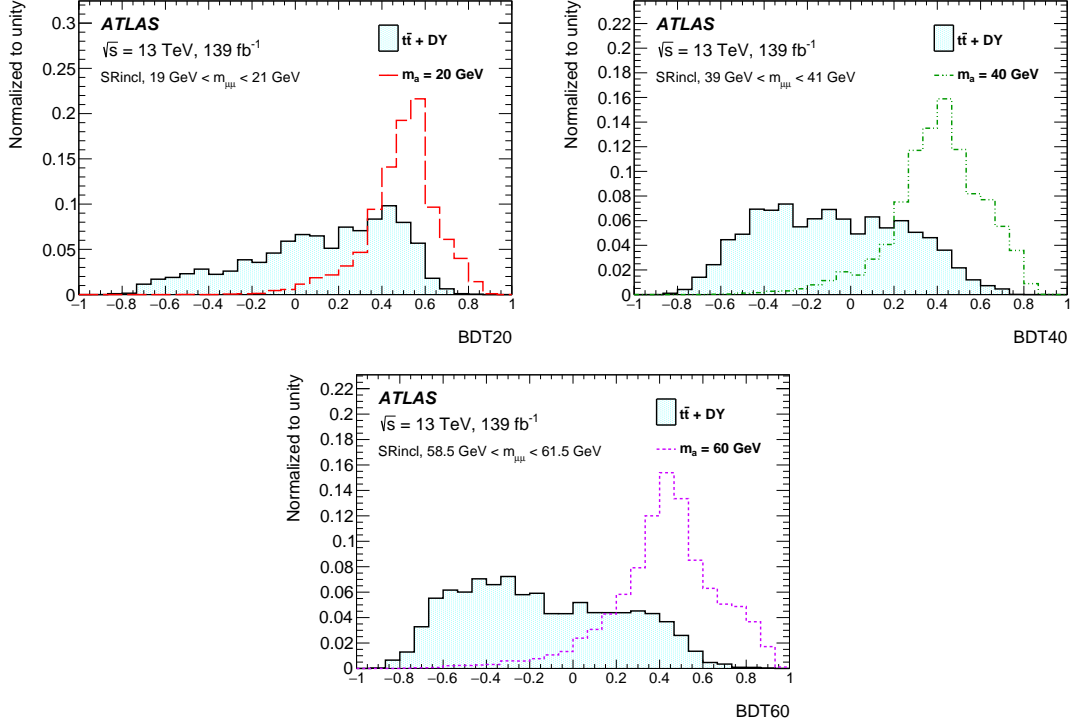 Normalized to unity
0.3
0.25
0.2
0.15
0.1
0.05
0
ATLAS
√s = 13 TeV, 139 fb⁻¹
SRincl, 19 GeV < mμμ < 21 GeV
tt̄ + DY
mₐ = 20 GeV
−1 −0.8 −0.6 −0.4 −0.2 0 0.2 0.4 0.6 0.8 1
BDT20
Normalized to unity
0.22
0.2
0.18
0.16
0.14
0.12
0.1
0.08
0.06
0.04
0.02
0
ATLAS
√s = 13 TeV, 139 fb⁻¹
SRincl, 39 GeV < mμμ < 41 GeV
tt̄ + DY
mₐ = 40 GeV
−1 −0.8 −0.6 −0.4 −0.2 0 0.2 0.4 0.6 0.8 1
BDT40
Normalized to unity
0.22
0.2
0.18
0.16
0.14
0.12
0.1
0.08
0.06
0.04
0.02
0
ATLAS
√s = 13 TeV, 139 fb⁻¹
SRincl, 58.5 GeV < mμμ < 61.5 GeV
tt̄ + DY
mₐ = 60 GeV
−1 −0.8 −0.6 −0.4 −0.2 0 0.2 0.4 0.6 0.8 1
BDT60